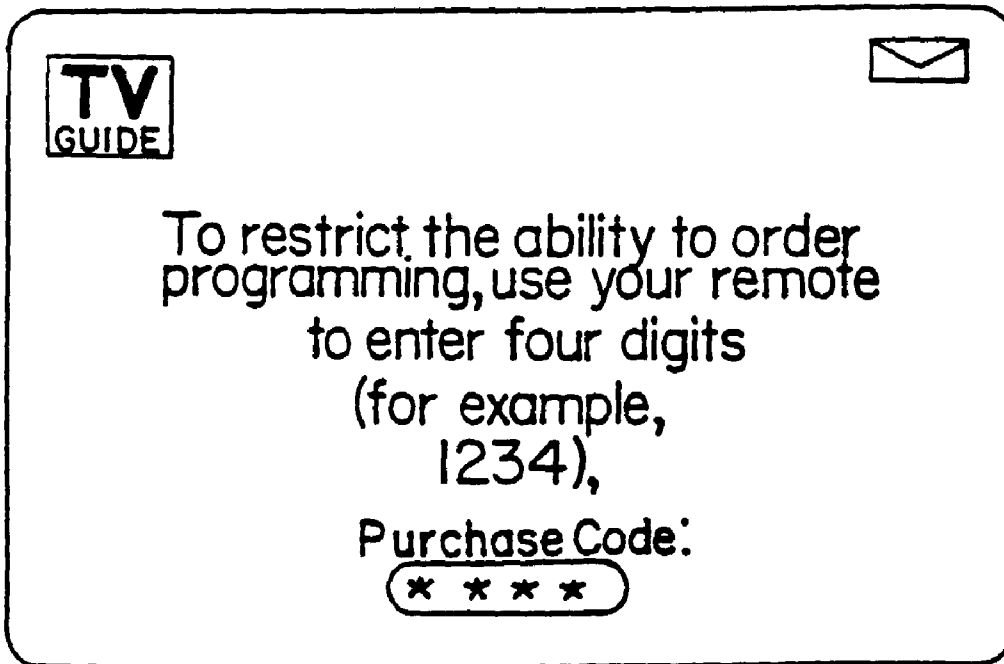 TV
GUIDE
To restrict the ability to order
programming, use your remote
to enter four digits
(for example,
1234),
Purchase Code:
* * * *